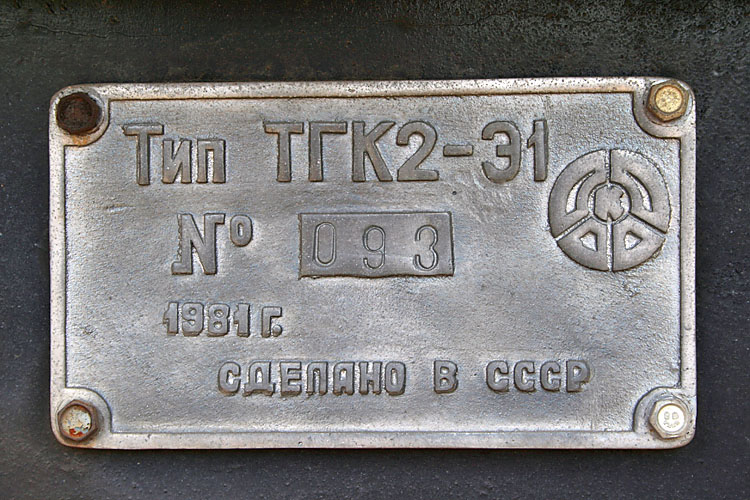 Тип ТГК2-Э1
№ 093
1981 г.
СДЕЛАНО В СССР